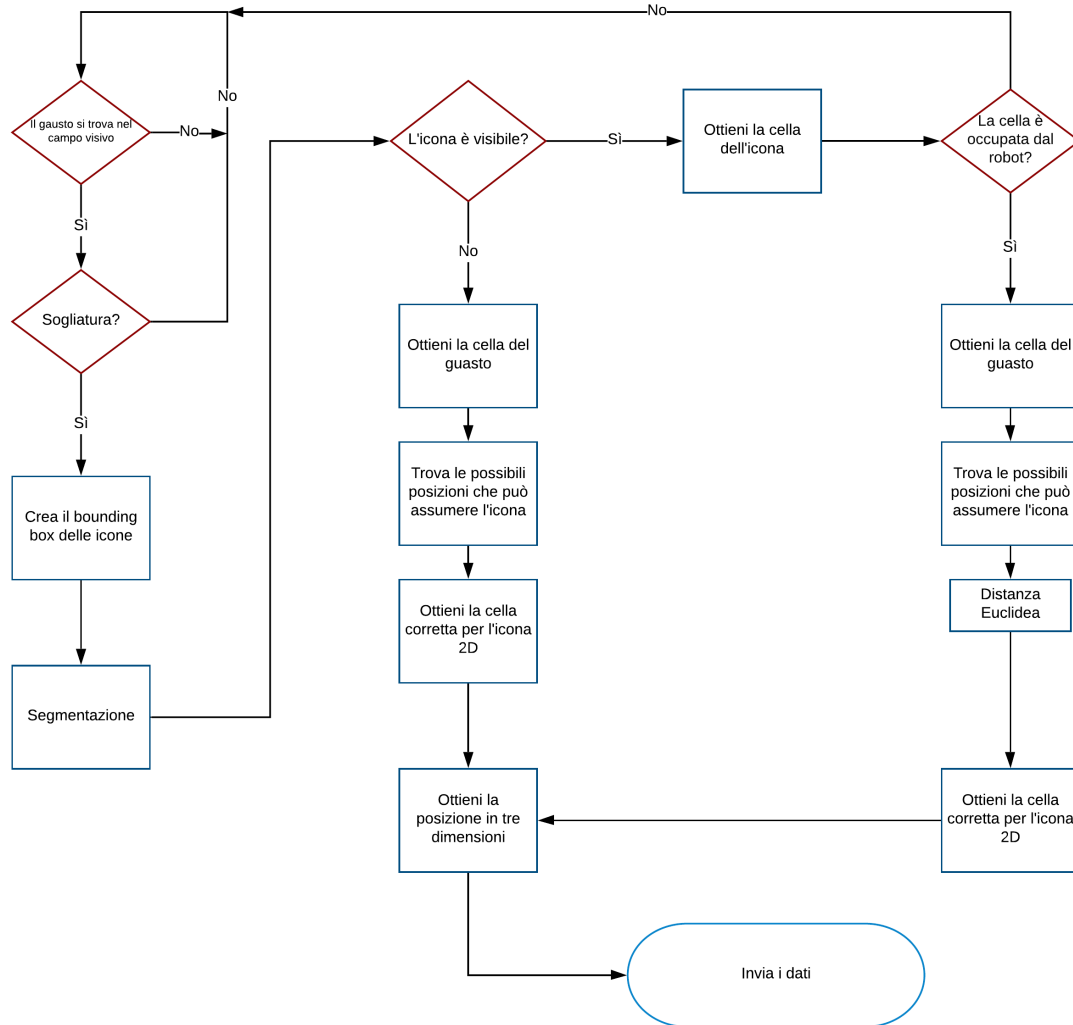 No
Il gausto si trova nel
campo visivo
No
No
Sì
Sogliatura?
Sì
Crea il bounding
box delle icone
Segmentazione
L'icona è visibile?
Sì
Ottieni la cella
dell'icona
La cella è
occupata dal
robot?
No
Sì
Ottieni la cella del
guasto
Trova le possibili
posizioni che può
assumere l'icona
Ottieni la cella
corretta per l'icona
2D
Ottieni la
posizione in tre
dimensioni
Ottieni la cella del
guasto
Trova le possibili
posizioni che può
assumere l'icona
Distanza
Euclidea
Ottieni la cella
corretta per l'icona
2D
Invia i dati